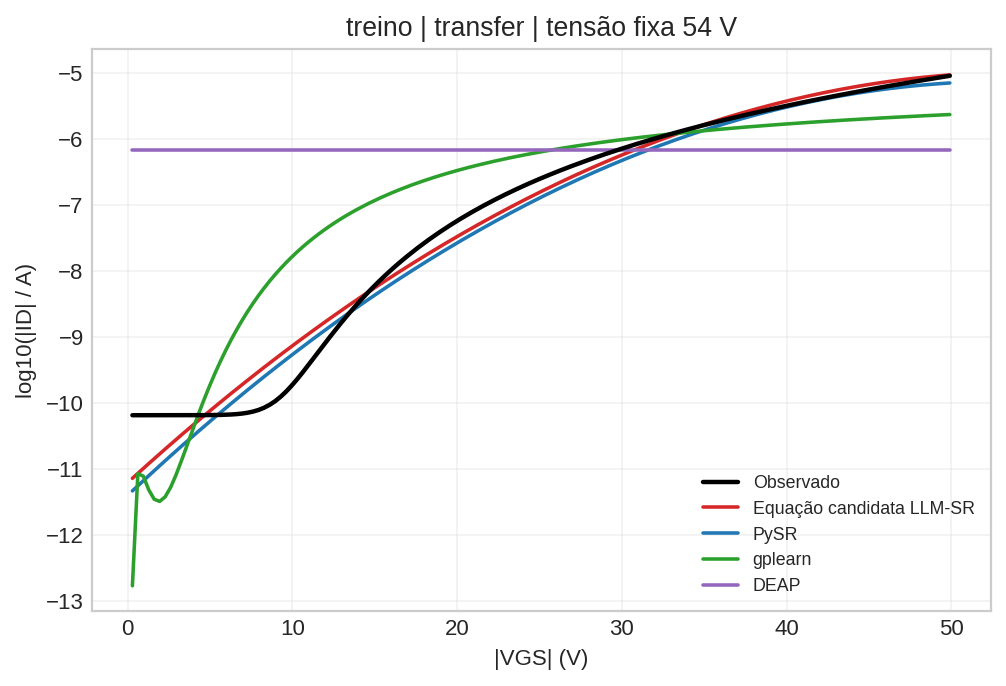 treino | transfer | tensão fixa 54 V
log10(|ID| / A)
−5
−6
−7
−8
−9
−10
−11
−12
−13
Observado
Equação candidata LLM-SR
PySR
gplearn
DEAP
0 10 20 30 40 50
|VGS| (V)